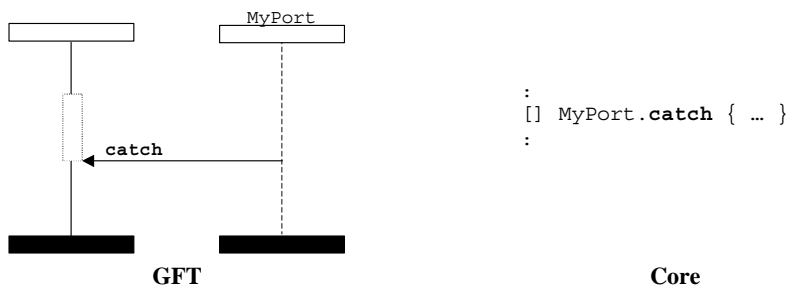 MyPort
catch
:
[] MyPort.catch { … }
:
GFT
Core